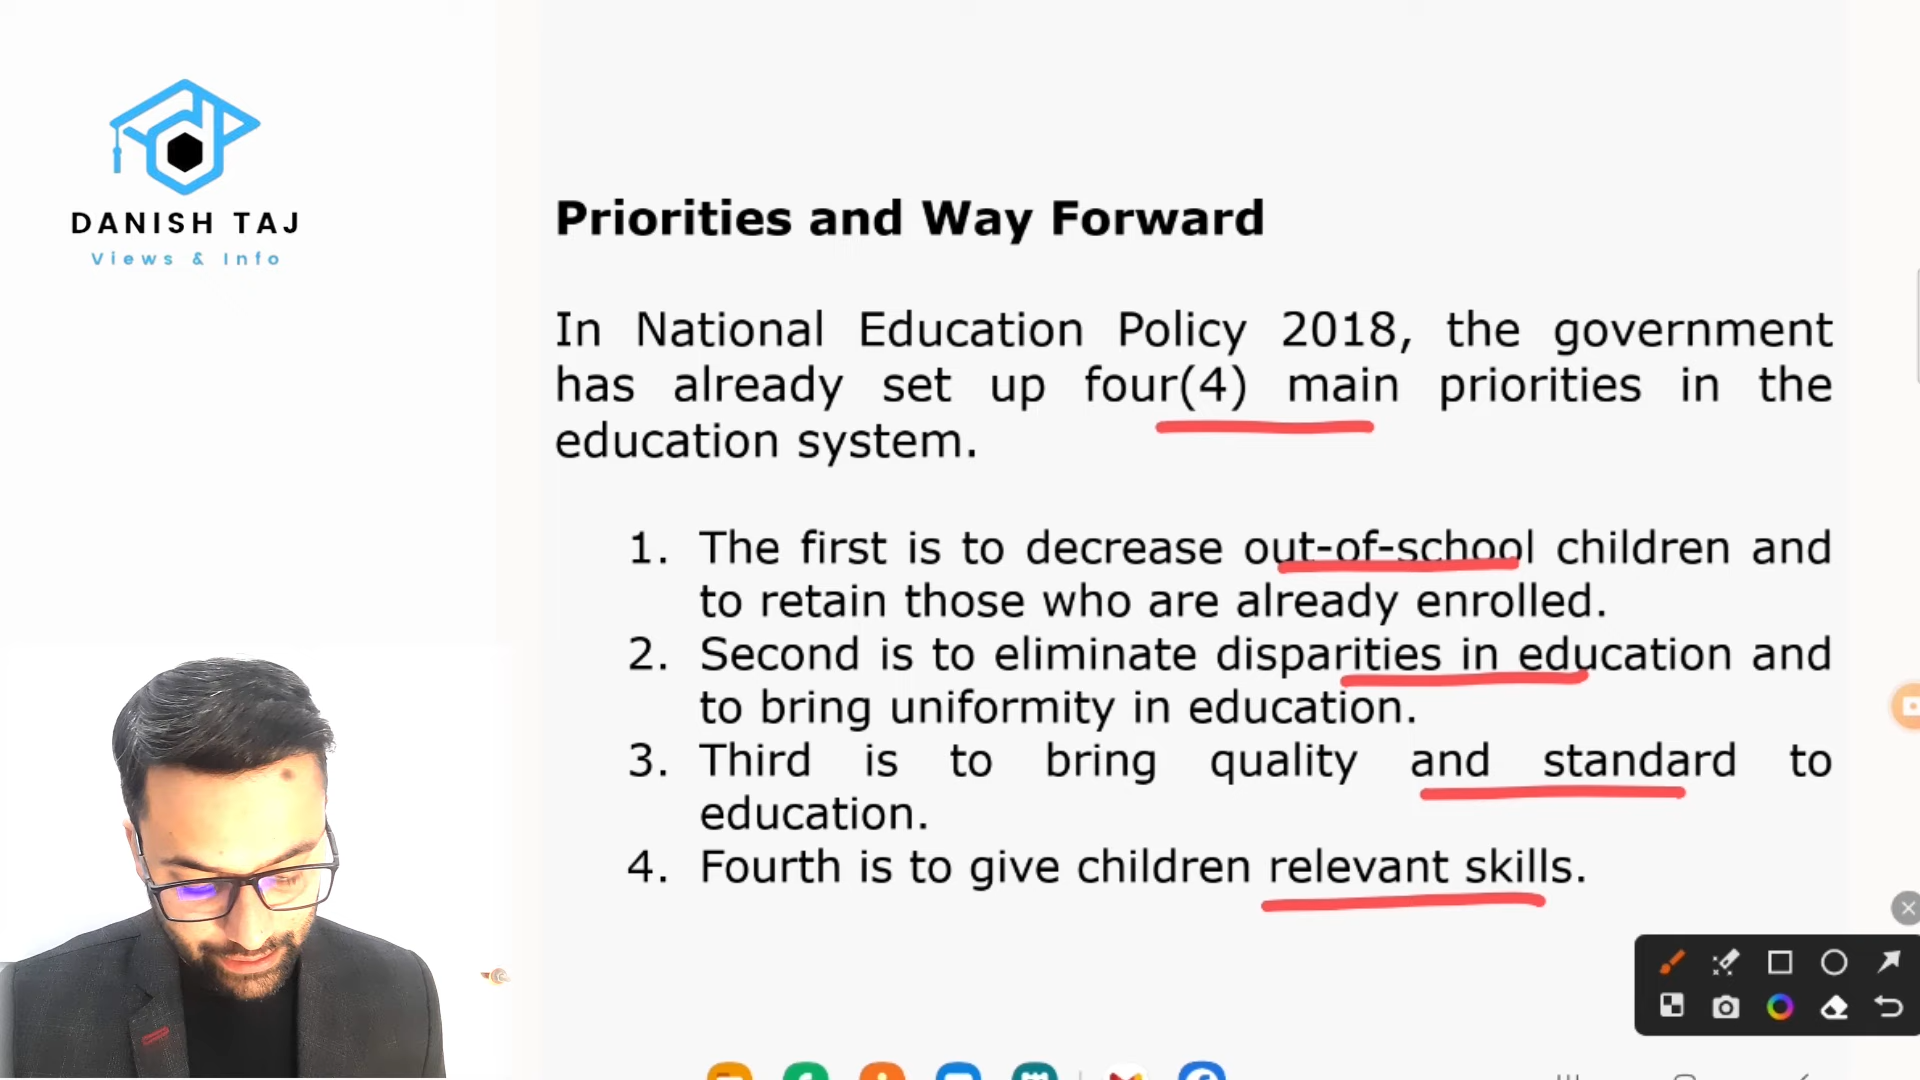 DANISH TAJ
Views & Info
Priorities and Way Forward
In National Education Policy 2018, the government
has already set up four(4) main priorities in the
education system.
1. The first is to decrease out-of-school children and
to retain those who are already enrolled.
2. Second is to eliminate disparities in education and
to bring uniformity in education.
3. Third is to bring quality and standard to
education.
4. Fourth is to give children relevant skills.